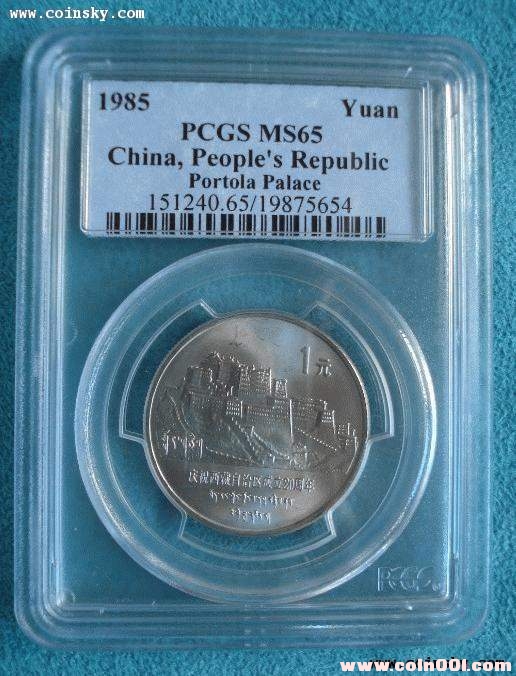 www.coinsky.com
1985 Yuan
PCGS MS65
China, People's Republic
Portola Palace
151240.65/19875654
1元
庆祝西藏自治区成立20周年
PCGS
www.coin001.com